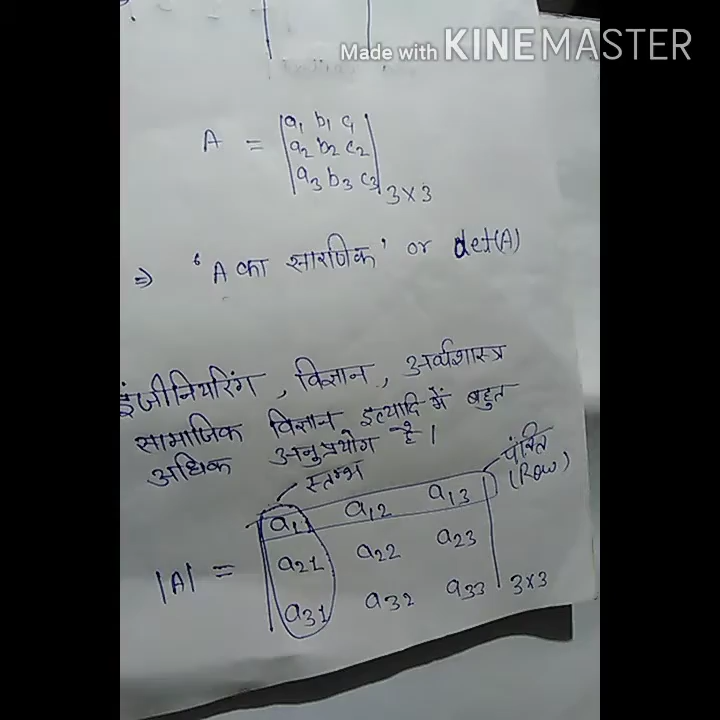 Made with KINEMASTER
A = |a1 b1 c1|
|a2 b2 c2|
|a3 b3 c3| 3×3
⇒ 'A का सारणिक' or det(A)
इंजीनियरिंग, विज्ञान, अर्थशास्त्र
सामाजिक विज्ञान इत्यादि में बहुत
अधिक अनुप्रयोग है।
स्तम्भ
पंक्ति
(Row)
a11 a12 a13
|A| = a21 a22 a23
a31 a32 a33 3×3